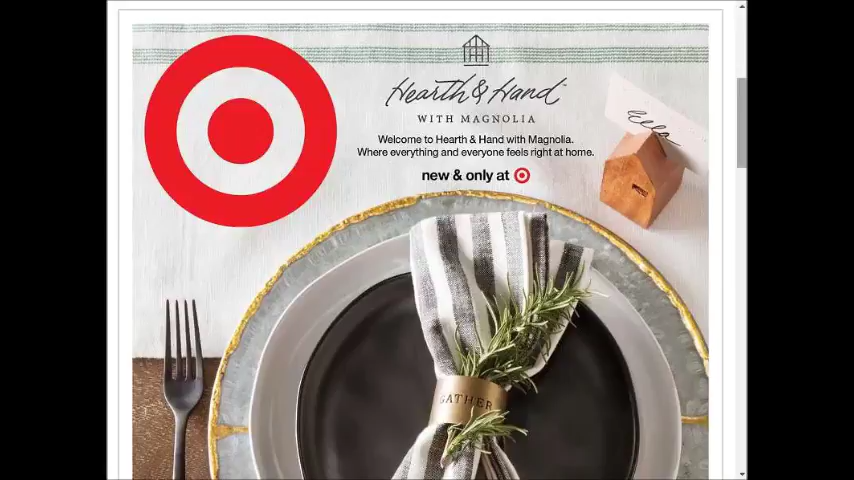 Hearth & Hand™
WITH MAGNOLIA
Welcome to Hearth & Hand with Magnolia.
Where everything and everyone feels right at home.
new & only at
GATHER